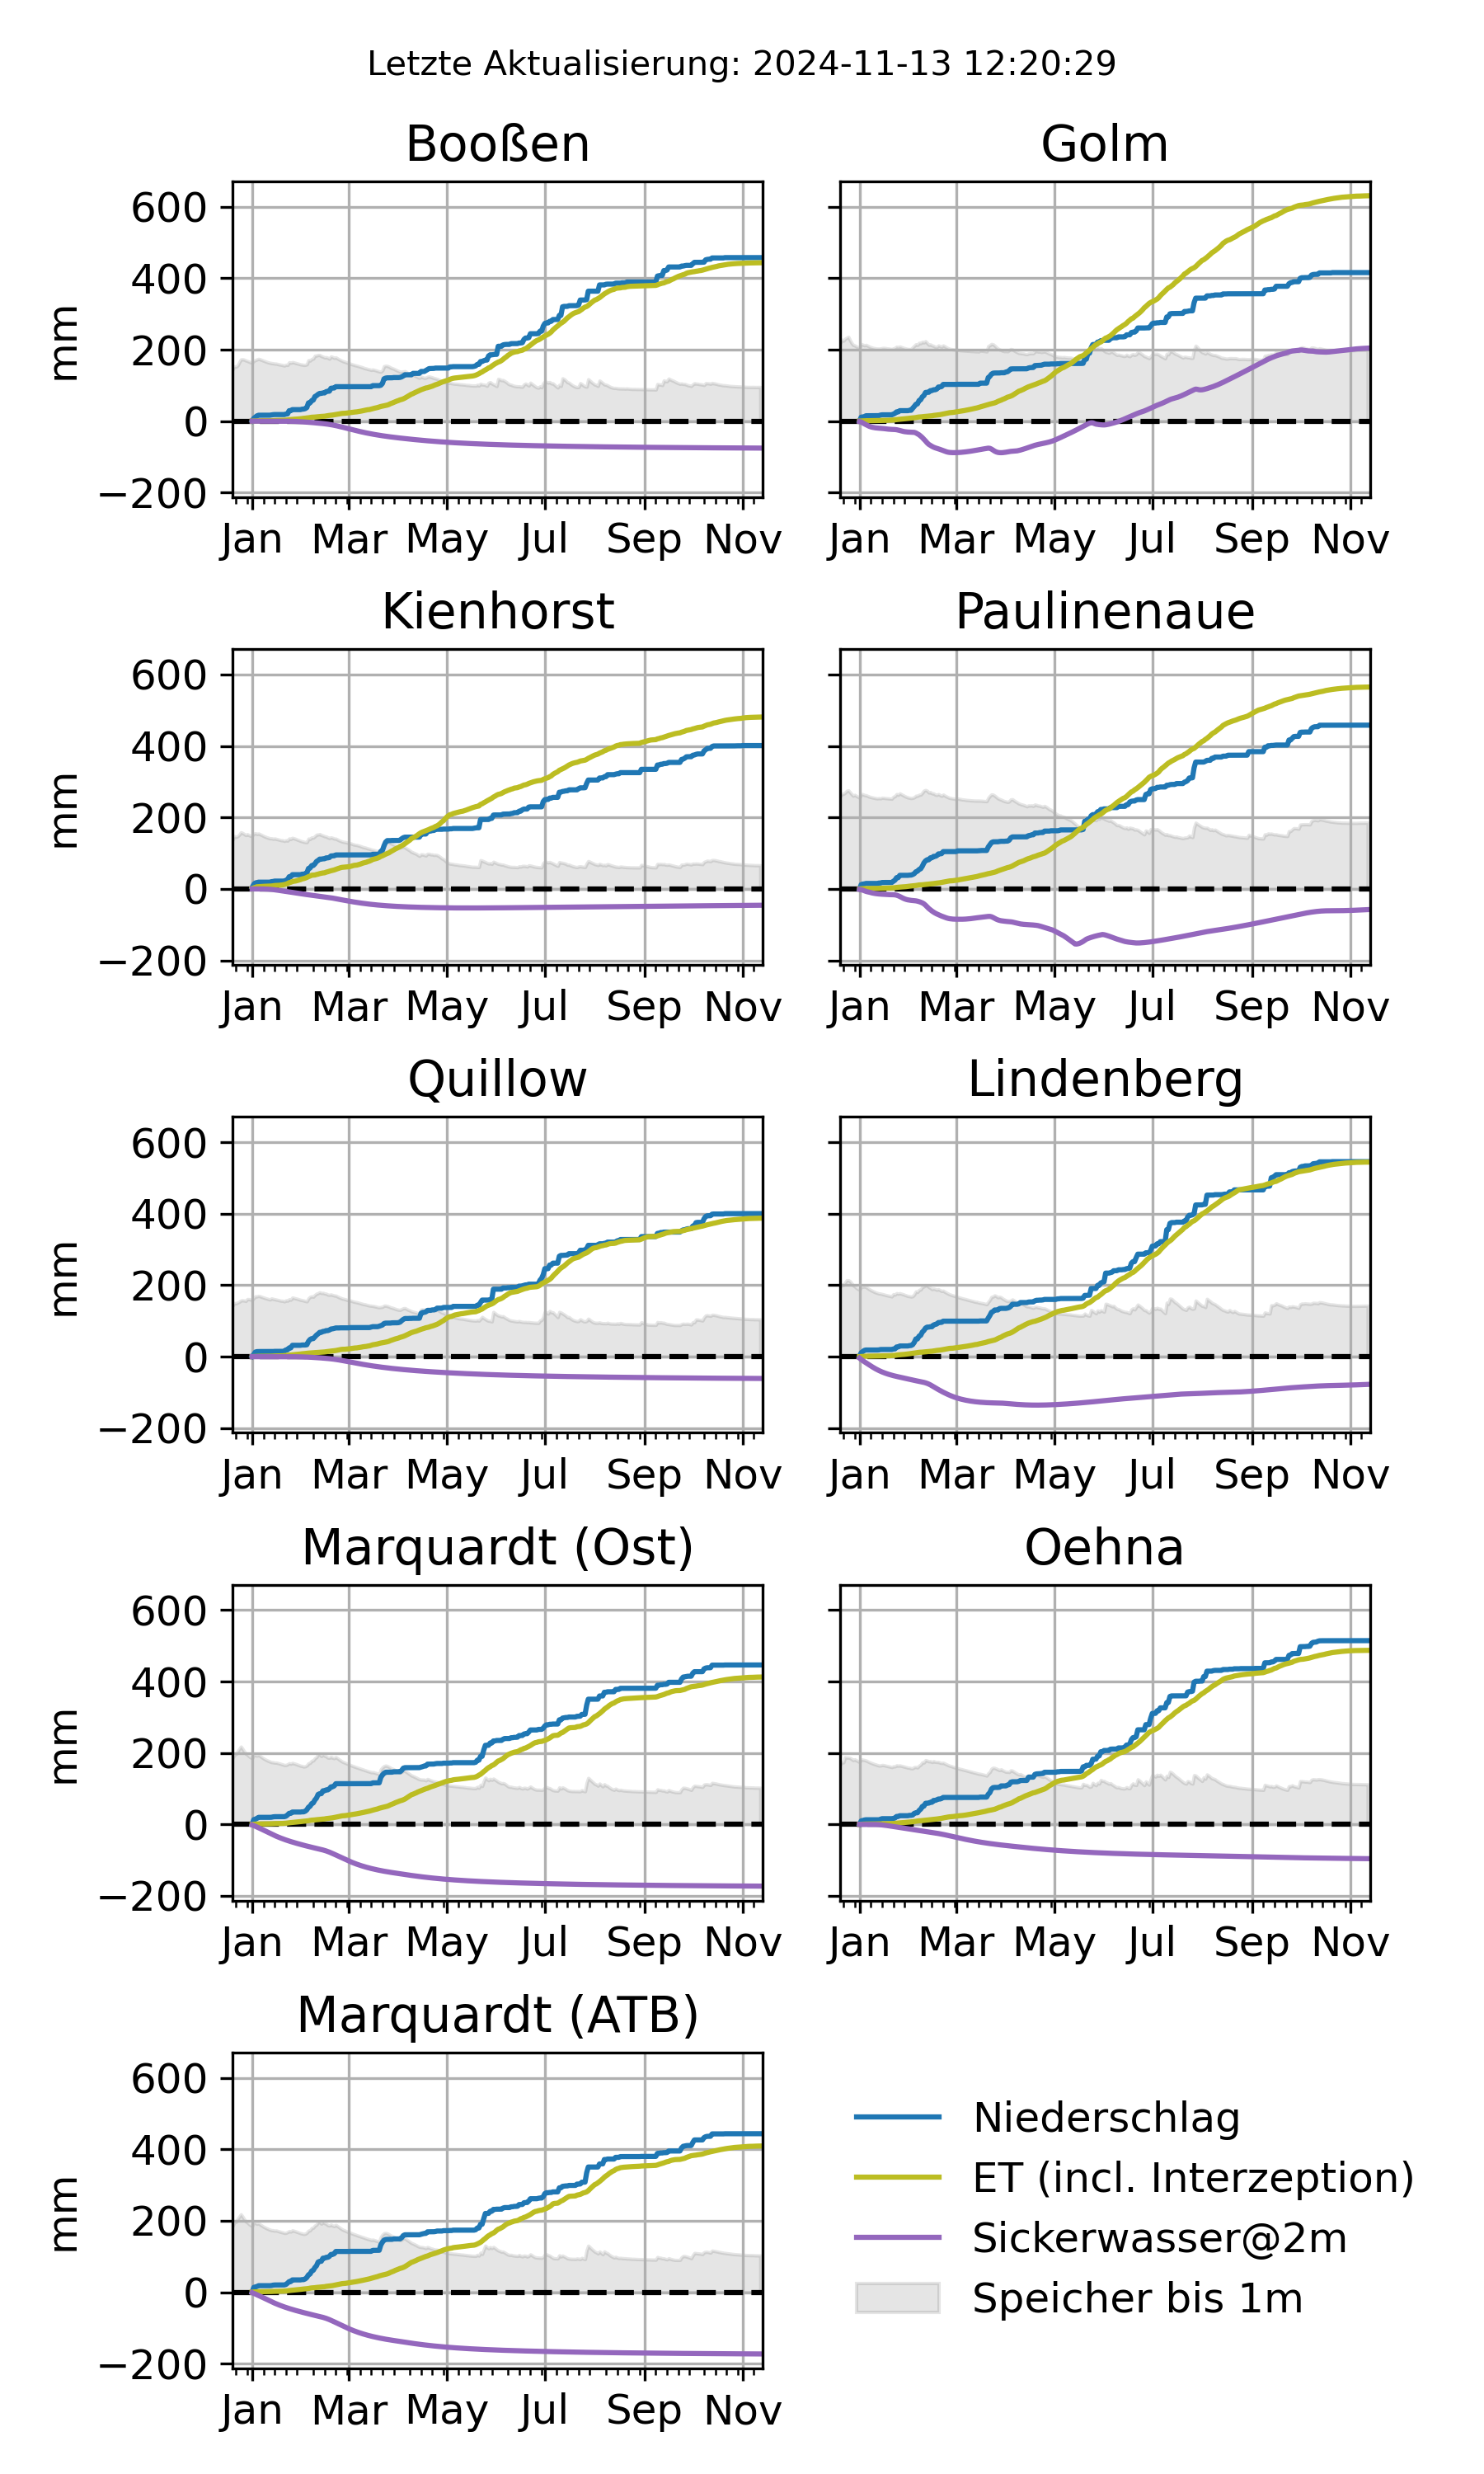 Letzte Aktualisierung: 2024-11-13 12:20:29
Booßen
Golm
600
400
200
0
−200
mm
Jan Mar May Jul Sep Nov
Jan Mar May Jul Sep Nov
Kienhorst
Paulinenaue
600
400
200
0
−200
mm
Jan Mar May Jul Sep Nov
Jan Mar May Jul Sep Nov
Quillow
Lindenberg
600
400
200
0
−200
mm
Jan Mar May Jul Sep Nov
Jan Mar May Jul Sep Nov
Marquardt (Ost)
Oehna
600
400
200
0
−200
mm
Jan Mar May Jul Sep Nov
Jan Mar May Jul Sep Nov
Marquardt (ATB)
600
400
200
0
−200
mm
Jan Mar May Jul Sep Nov
Niederschlag
ET (incl. Interzeption)
Sickerwasser@2m
Speicher bis 1m